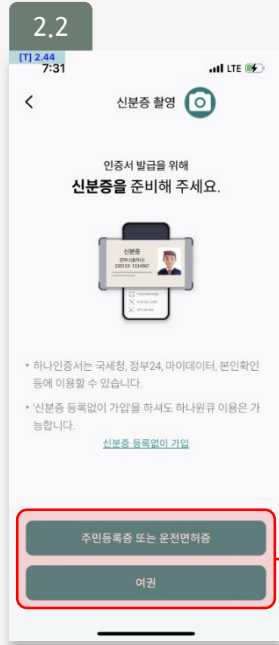 2.2
[T] 2.44
7:31
LTE
신분증 촬영
인증서 발급을 위해
신분증을 준비해 주세요.
신분증
* 하나인증서는 국세청, 정부24, 마이데이터, 본인확인
등에 이용할 수 있습니다.
* '신분증 등록없이 가입'을 하셔도 하나원큐 이용은 가
능합니다.
신분증 등록없이 가입
주민등록증 또는 운전면허증
여권